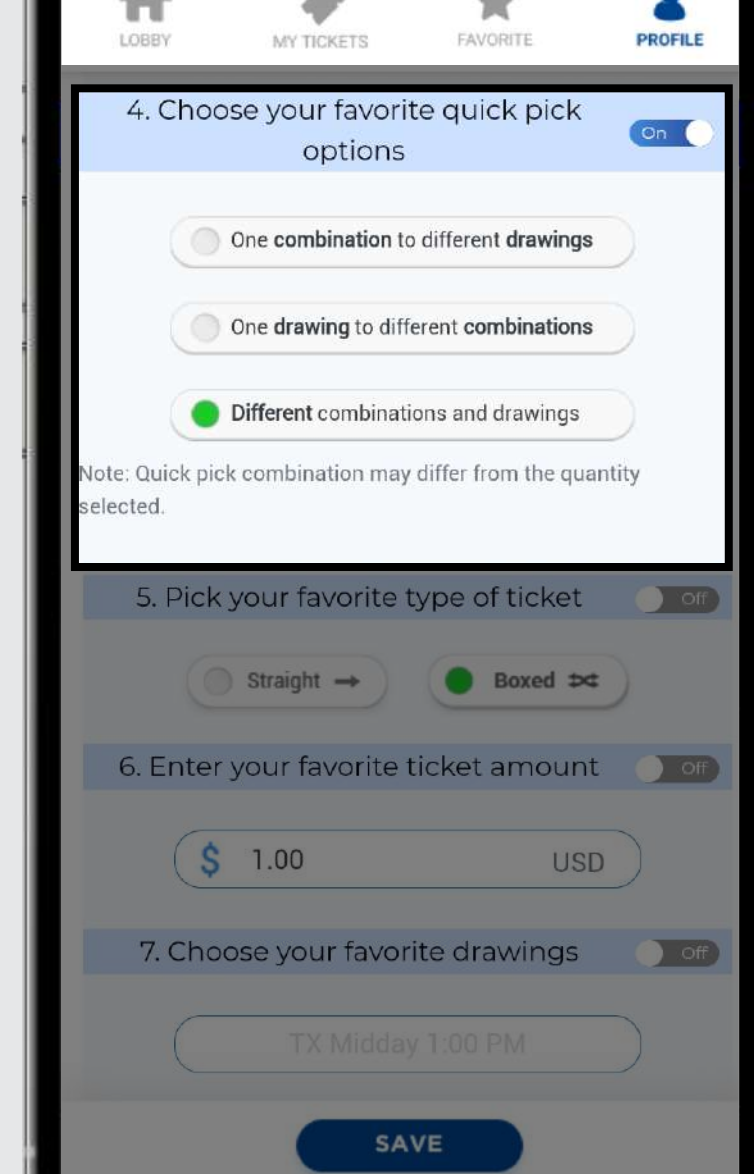 LOBBY MY TICKETS FAVORITE PROFILE
4. Choose your favorite quick pick
options
On
One combination to different drawings
One drawing to different combinations
Different combinations and drawings
Note: Quick pick combination may differ from the quantity
selected.
5. Pick your favorite type of ticket Off
Straight Boxed
6. Enter your favorite ticket amount Off
$ 1.00 USD
7. Choose your favorite drawings Off
TX Midday 1:00 PM
SAVE